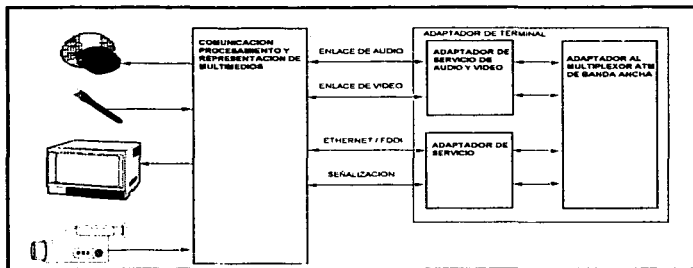 ADAPTADOR DE TERMINAL
COMUNICACION
PROCESAMIENTO Y
REPRESENTACION DE
MULTIMEDIOS
ENLACE DE AUDIO
ADAPTADOR DE
SERVICIO DE
AUDIO Y VIDEO
ADAPTADOR AL
MULTIPLEXOR ATM
DE BANDA ANCHA
ENLACE DE VIDEO
ETHERNET / FDDI
ADAPTADOR DE
SERVICIO
SEÑALIZACION